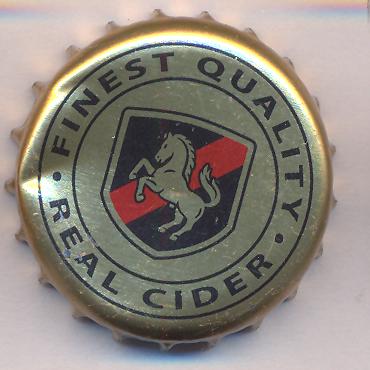 • FINEST QUALITY •
REAL CIDER